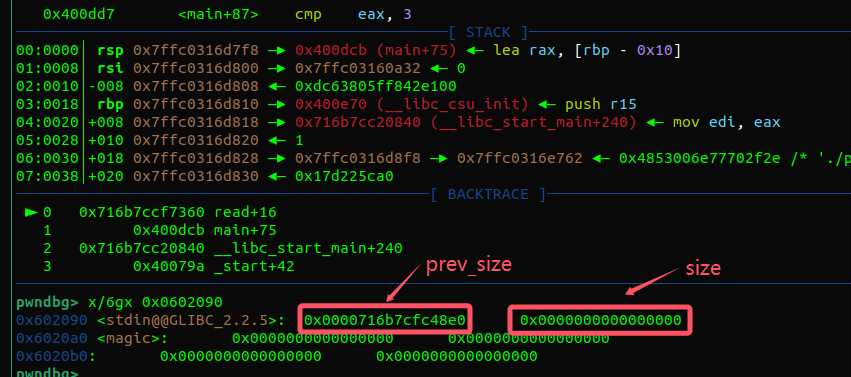 0x400dd7 <main+87> cmp eax, 3
[ STACK ]
00:0000│ rsp 0x7ffc0316d7f8 —▸ 0x400dcb (main+75) ◂— lea rax, [rbp - 0x10]
01:0008│ rsi 0x7ffc0316d800 —▸ 0x7ffc03160a32 ◂— 0
02:0010│-008 0x7ffc0316d808 ◂— 0xdc63805ff842e100
03:0018│ rbp 0x7ffc0316d810 —▸ 0x400e70 (__libc_csu_init) ◂— push r15
04:0020│+008 0x7ffc0316d818 —▸ 0x716b7cc20840 (__libc_start_main+240) ◂— mov edi, eax
05:0028│+010 0x7ffc0316d820 ◂— 1
06:0030│+018 0x7ffc0316d828 —▸ 0x7ffc0316d8f8 —▸ 0x7ffc0316e762 ◂— 0x4853006e77702f2e /* './p
07:0038│+020 0x7ffc0316d830 ◂— 0x17d225ca0
[ BACKTRACE ]
► 0 0x716b7ccf7360 read+16
1 0x400dcb main+75
2 0x716b7cc20840 __libc_start_main+240
3 0x40079a _start+42
prev_size size
pwndbg> x/6gx 0x0602090
0x602090 <stdin@@GLIBC_2.2.5>: 0x0000716b7cfc48e0 0x0000000000000000
0x6020a0 <magic>: 0x0000000000000000 0x0000000000000000
0x6020b0: 0x0000000000000000 0x0000000000000000
pwndbg>